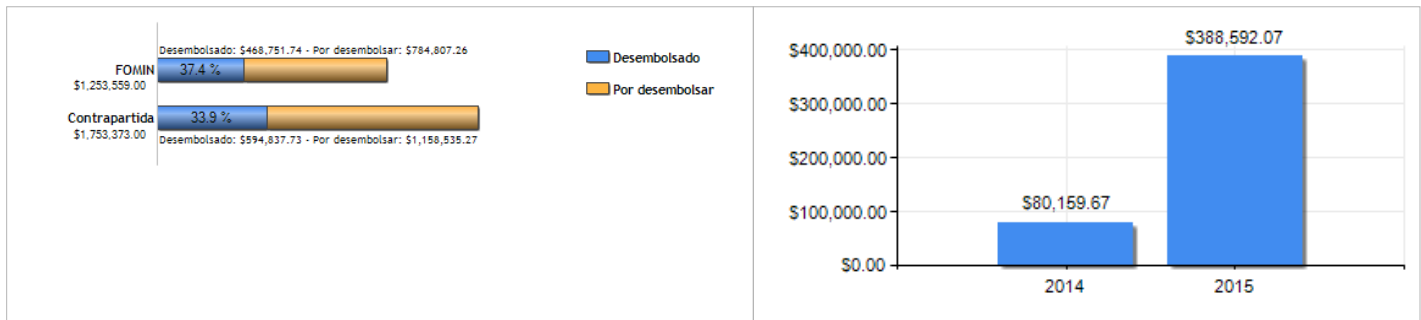 Desembolsado: $468,751.74 - Por desembolsar: $784,807.26
FOMIN
$1,253,559.00
37.4 %
Contrapartida
$1,753,373.00
33.9 %
Desembolsado: $594,837.73 - Por desembolsar: $1,158,535.27
Desembolsado
Por desembolsar
$400,000.00
$300,000.00
$200,000.00
$100,000.00
$0.00
$80,159.67
$388,592.07
2014
2015